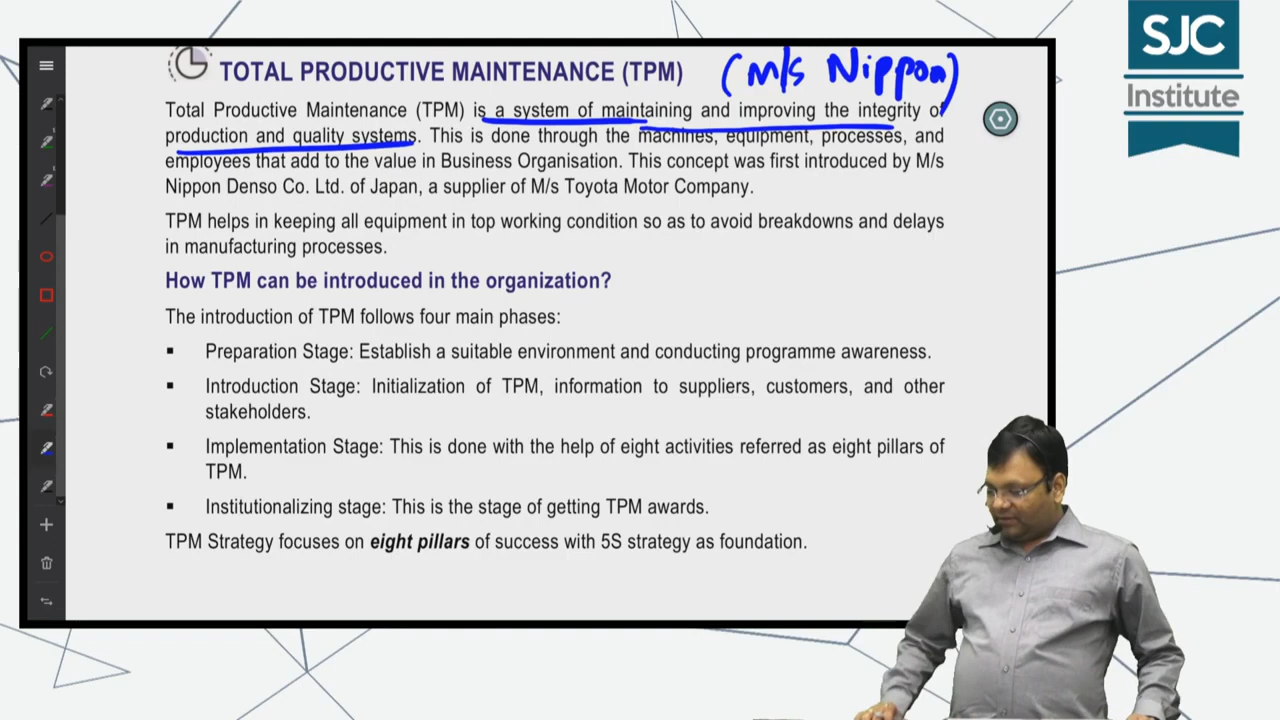 SJC
Institute
TOTAL PRODUCTIVE MAINTENANCE (TPM) (M/s Nippon)
Total Productive Maintenance (TPM) is a system of maintaining and improving the integrity of
production and quality systems. This is done through the machines, equipment, processes, and
employees that add to the value in Business Organisation. This concept was first introduced by M/s
Nippon Denso Co. Ltd. of Japan, a supplier of M/s Toyota Motor Company.
TPM helps in keeping all equipment in top working condition so as to avoid breakdowns and delays
in manufacturing processes.
How TPM can be introduced in the organization?
The introduction of TPM follows four main phases:
▪ Preparation Stage: Establish a suitable environment and conducting programme awareness.
▪ Introduction Stage: Initialization of TPM, information to suppliers, customers, and other
stakeholders.
▪ Implementation Stage: This is done with the help of eight activities referred as eight pillars of
TPM.
▪ Institutionalizing stage: This is the stage of getting TPM awards.
TPM Strategy focuses on eight pillars of success with 5S strategy as foundation.